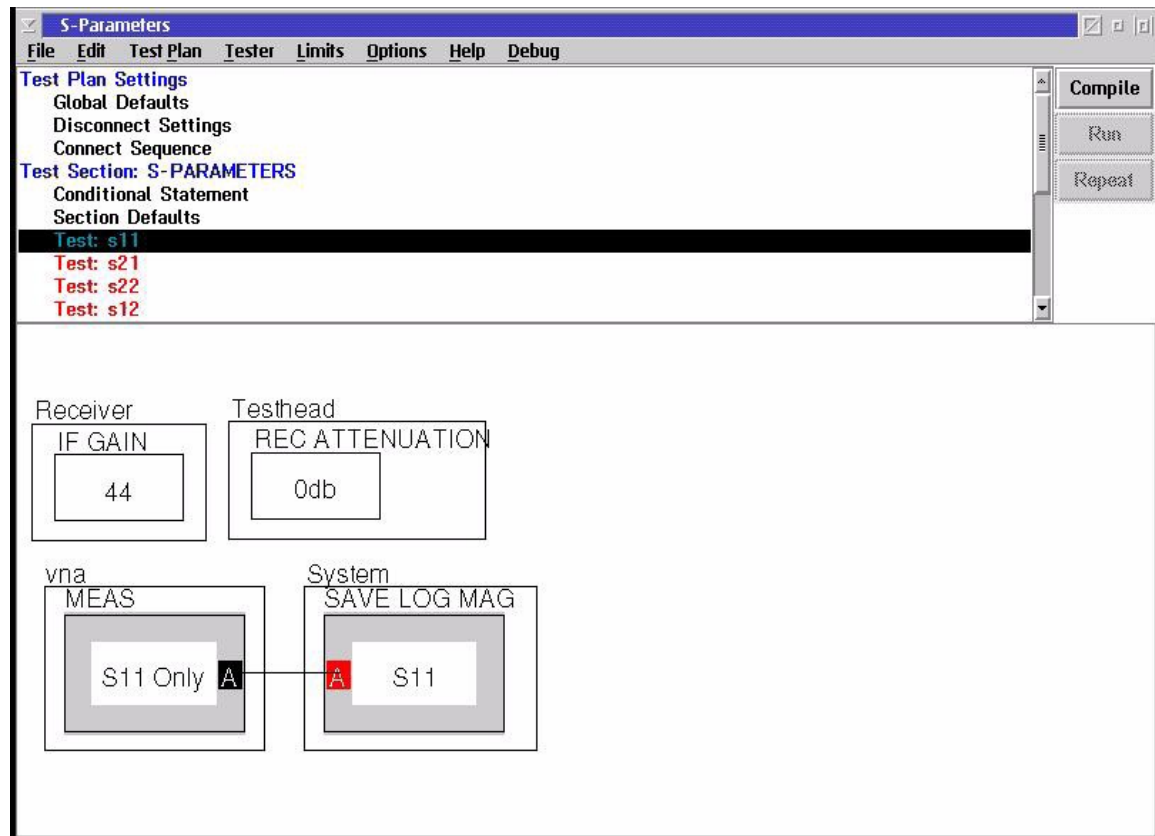 S-Parameters
File Edit Test Plan Tester Limits Options Help Debug
Test Plan Settings
Global Defaults
Disconnect Settings
Connect Sequence
Test Section: S-PARAMETERS
Conditional Statement
Section Defaults
Test: s11
Test: s21
Test: s22
Test: s12
Compile
Run
Repeat
Receiver
IF GAIN
44
Testhead
REC ATTENUATION
0db
vna
MEAS
S11 Only A
System
SAVE LOG MAG
A S11